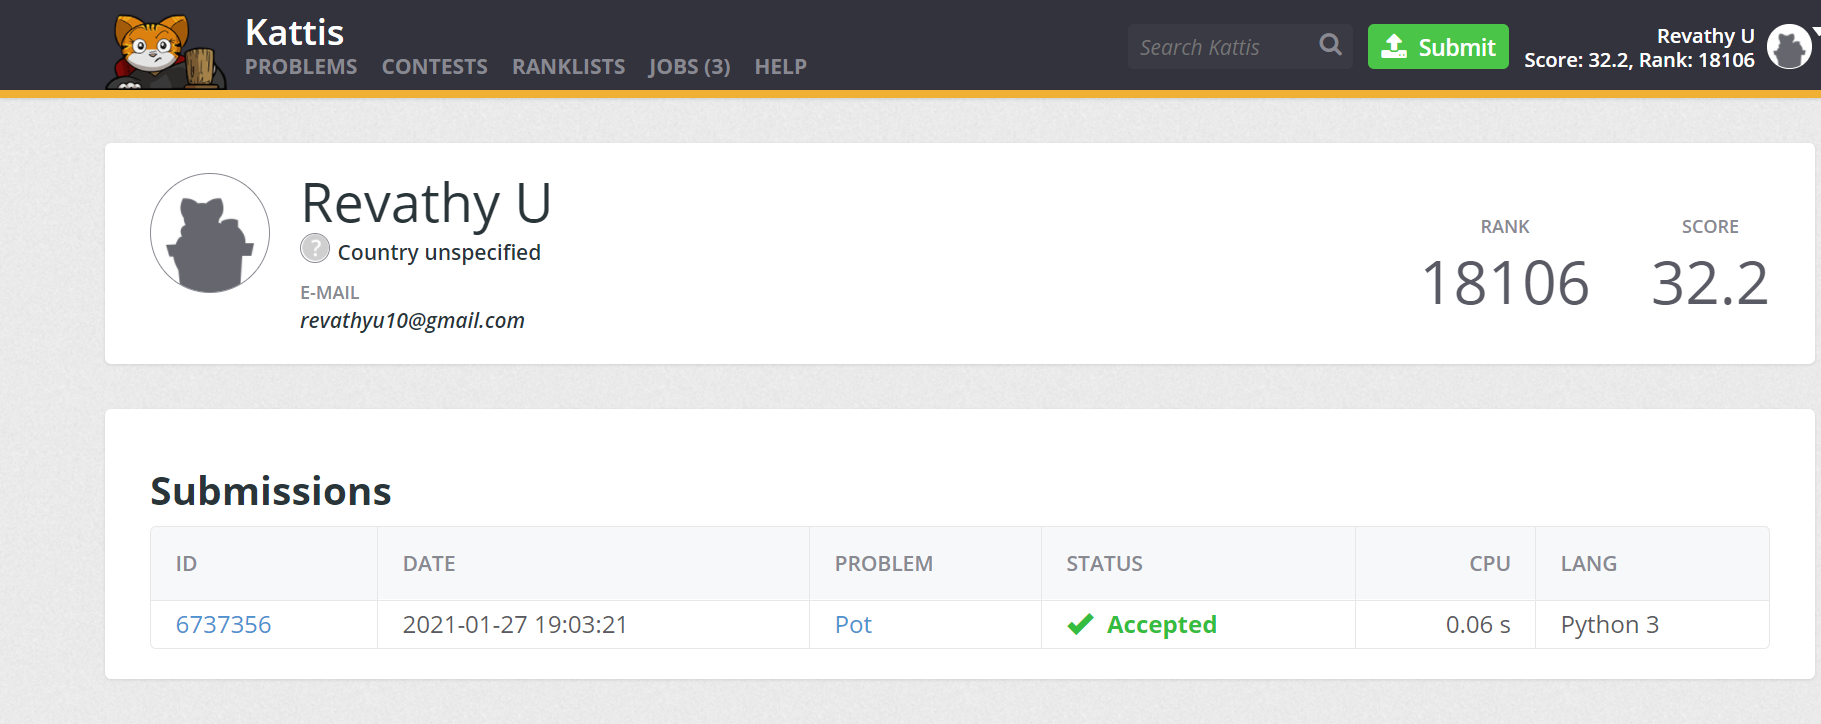 Kattis
PROBLEMS CONTESTS RANKLISTS JOBS (3) HELP
Search Kattis
Submit
Revathy U
Score: 32.2, Rank: 18106
Revathy U
? Country unspecified
E-MAIL
revathyu10@gmail.com
RANK SCORE
18106 32.2
Submissions
ID DATE PROBLEM STATUS CPU LANG
6737356 2021-01-27 19:03:21 Pot Accepted 0.06 s Python 3